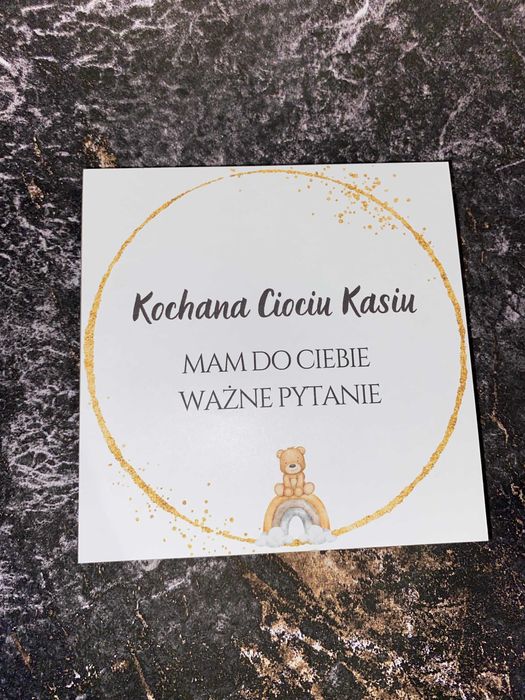 Kochana Ciociu Kasiu
MAM DO CIEBIE
WAŻNE PYTANIE